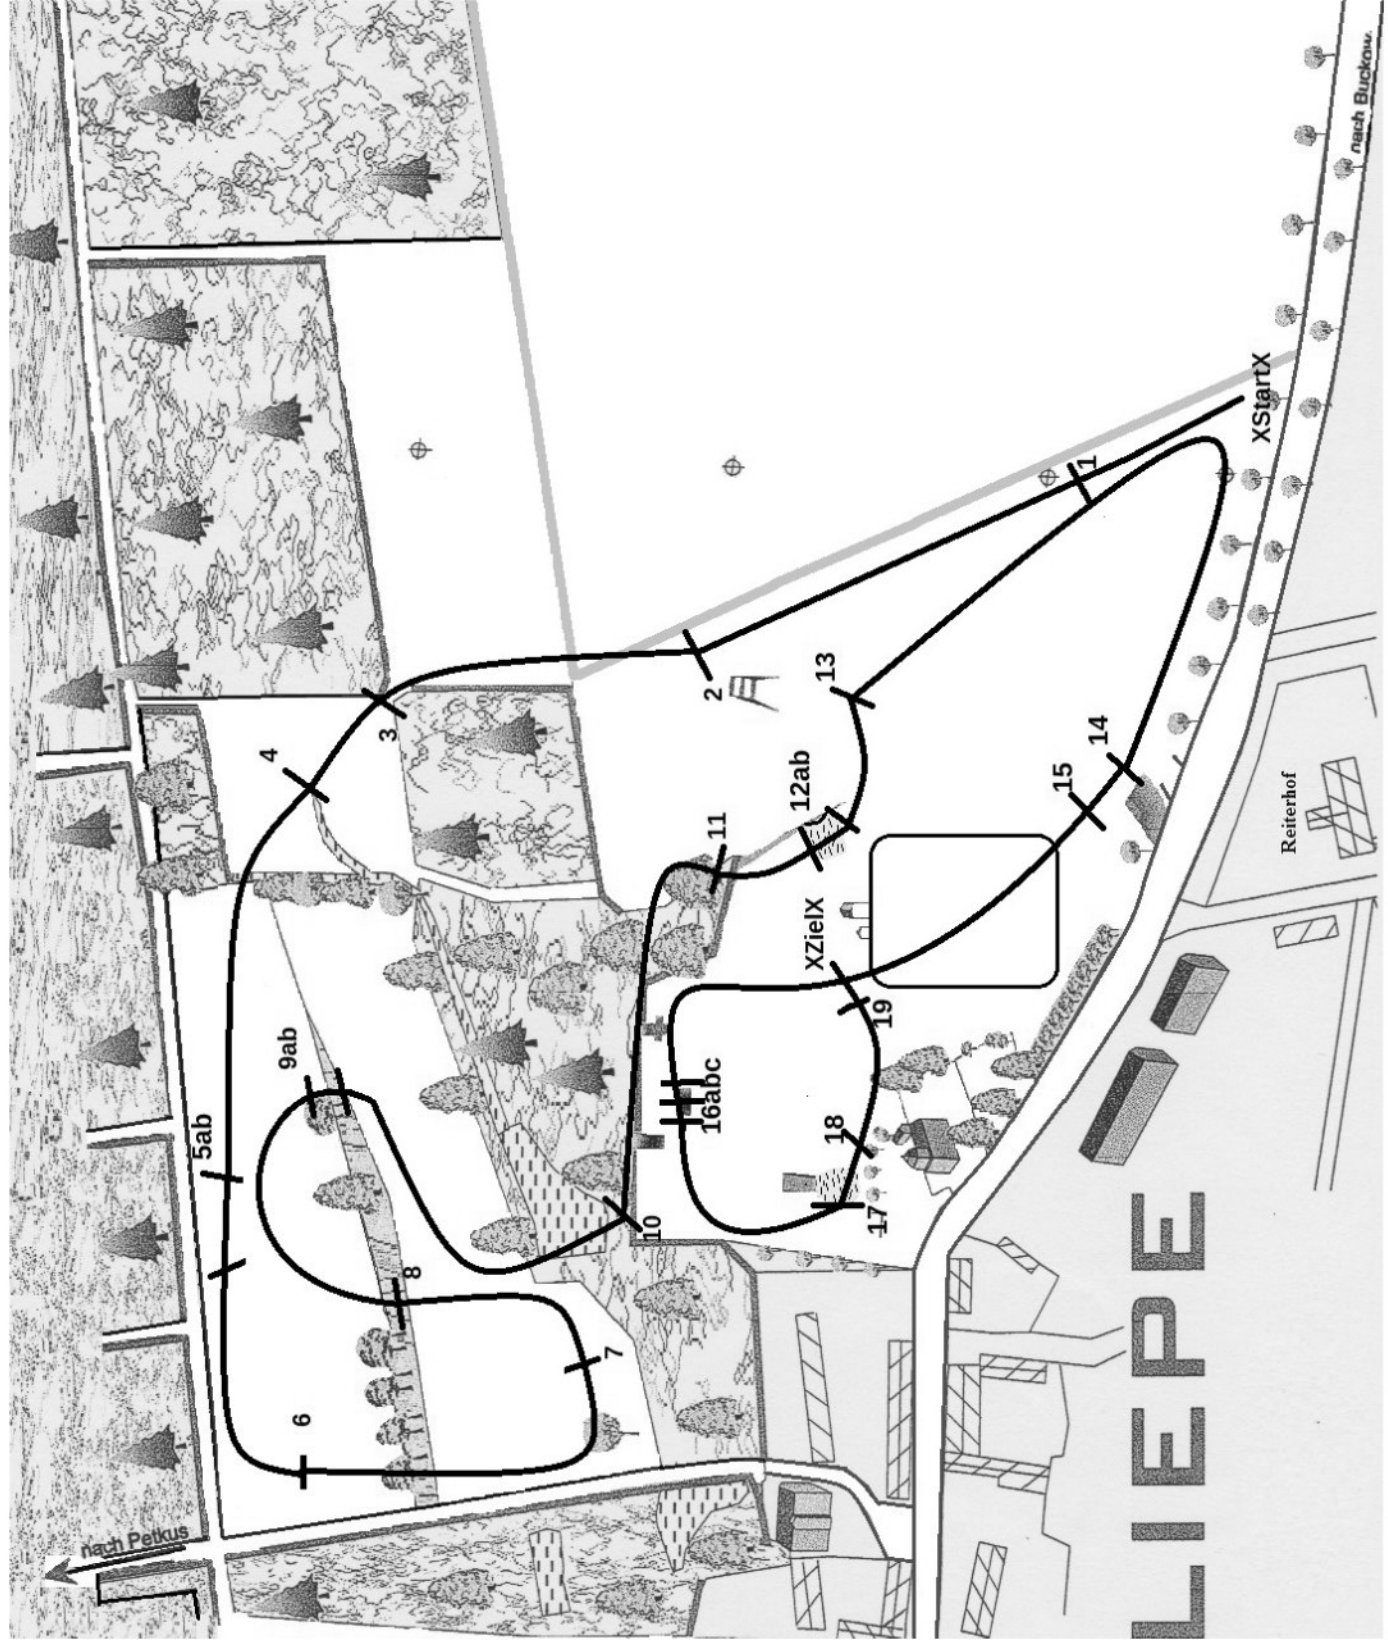 nach Buckow
XStartX
1
2
3
4
5ab
6
7
8
9ab
10
11
12ab
13
14
15
16abc
17
18
19
XZielX
Reiterhof
nach Petkus
LIEPE